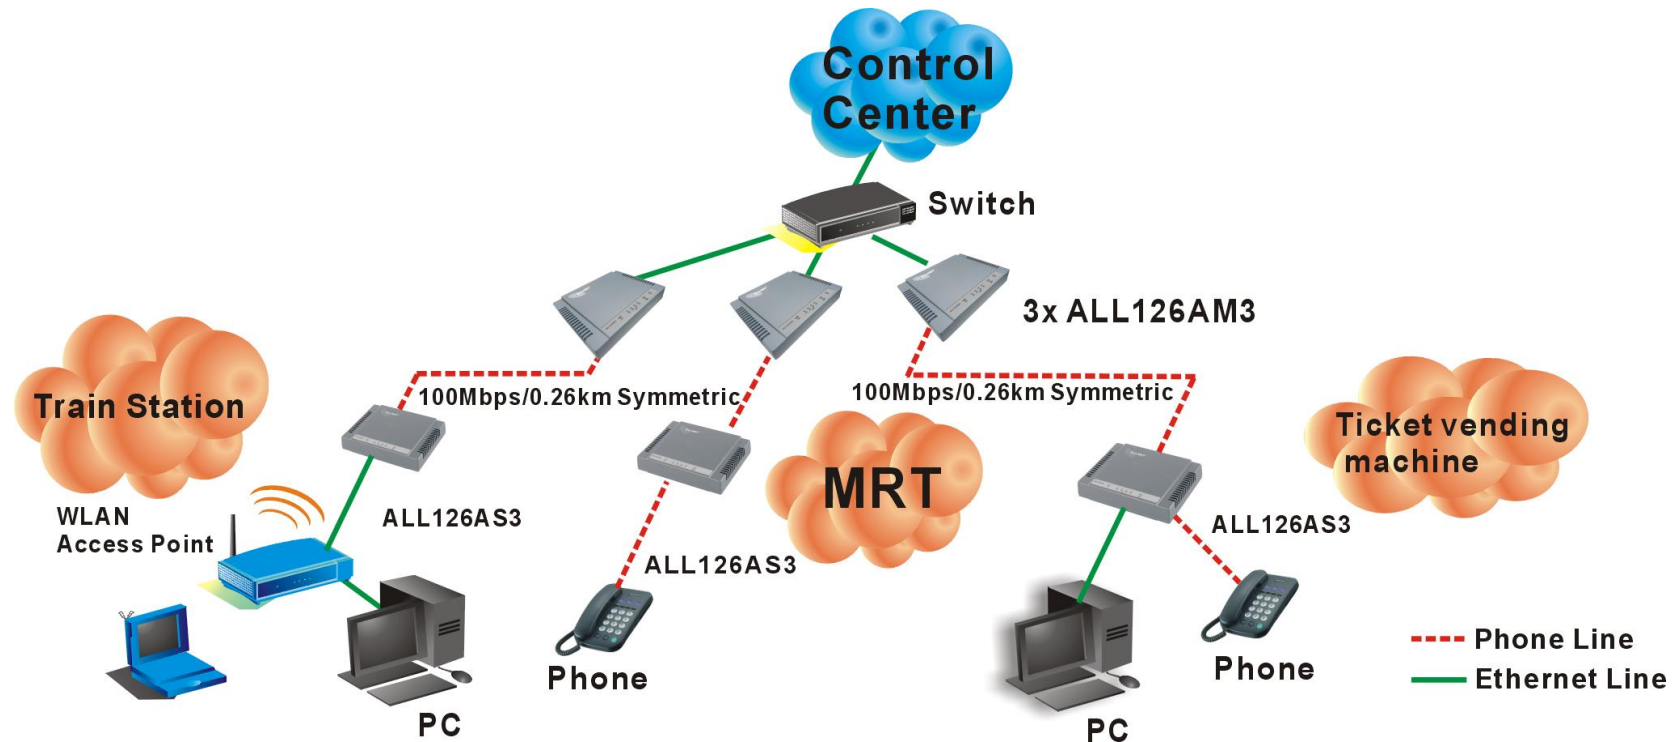 Control
Center
Switch
3x ALL126AM3
100Mbps/0.26km Symmetric
100Mbps/0.26km Symmetric
Train Station
MRT
Ticket vending
machine
WLAN
Access Point
ALL126AS3
ALL126AS3
ALL126AS3
Phone
Phone
PC
PC
Phone Line
Ethernet Line